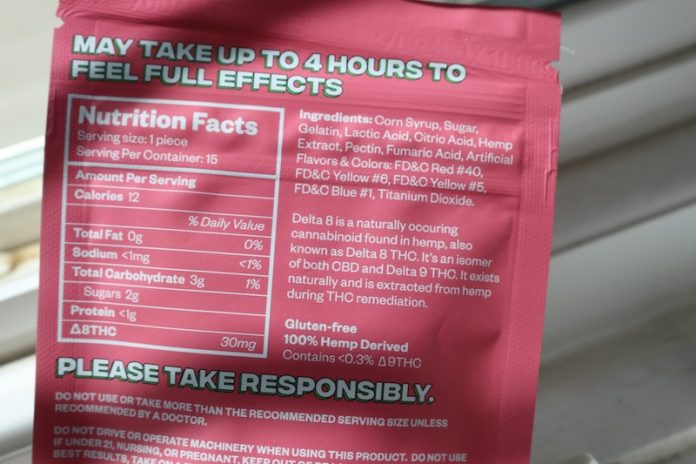 MAY TAKE UP TO 4 HOURS TO
FEEL FULL EFFECTS
Nutrition Facts
Serving size: 1 piece
Serving Per Container: 15
Amount Per Serving
Calories 12
% Daily Value
Total Fat 0g 0%
Sodium <1mg <1%
Total Carbohydrate 3g 1%
Sugars 2g
Protein <1g
Δ8THC 30mg
Ingredients: Corn Syrup, Sugar,
Gelatin, Lactic Acid, Citric Acid, Hemp
Extract, Pectin, Fumaric Acid, Artificial
Flavors & Colors: FD&C Red #40,
FD&C Yellow #6, FD&C Yellow #5,
FD&C Blue #1, Titanium Dioxide.
Delta 8 is a naturally occuring
cannabinoid found in hemp, also
known as Delta 8 THC. It's an isomer
of both CBD and Delta 9 THC. It exists
naturally and is extracted from hemp
during THC remediation.
Gluten-free
100% Hemp Derived
Contains <0.3% Δ9THC
PLEASE TAKE RESPONSIBLY.
DO NOT USE OR TAKE MORE THAN THE RECOMMENDED SERVING SIZE UNLESS
RECOMMENDED BY A DOCTOR.
DO NOT DRIVE OR OPERATE MACHINERY WHEN USING THIS PRODUCT. DO NOT USE
IF UNDER 21, NURSING, OR PREGNANT. KEEP OUT OF
BEST RESULTS, TAKE ON